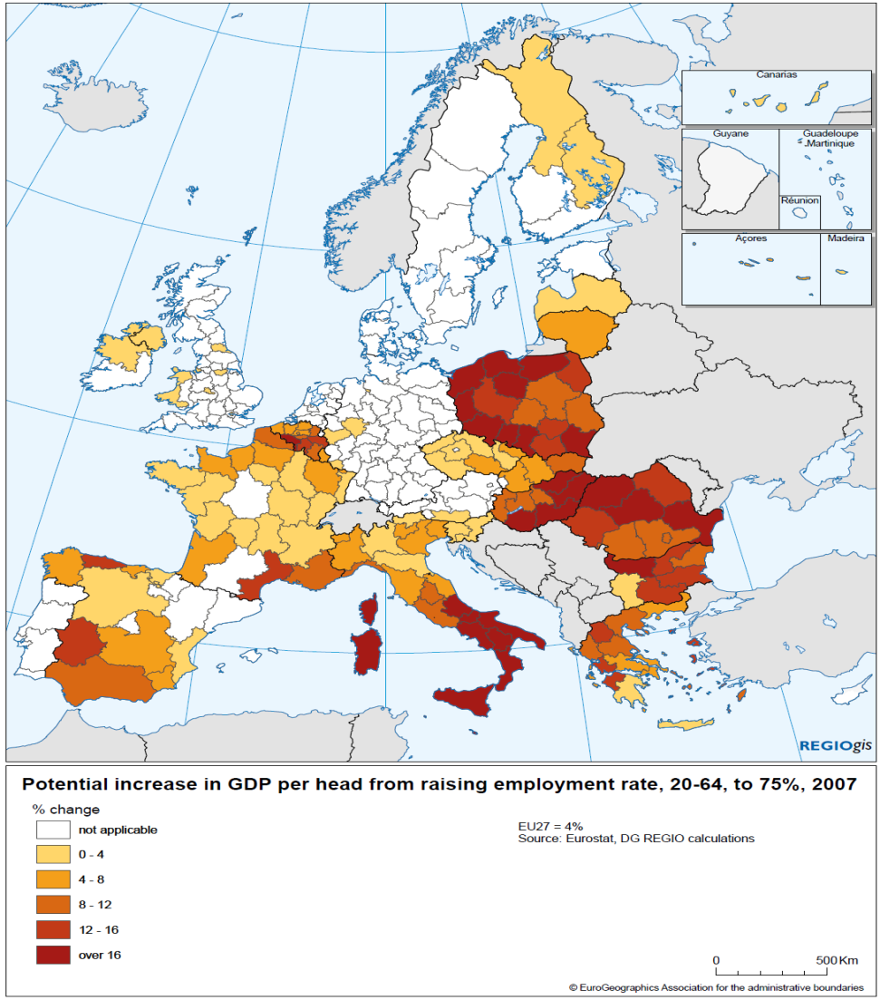 Canarias
Guyane
Guadeloupe
Martinique
Réunion
Açores
Madeira
REGIOgis
Potential increase in GDP per head from raising employment rate, 20-64, to 75%, 2007
% change
not applicable
0 - 4
4 - 8
8 - 12
12 - 16
over 16
EU27 = 4%
Source: Eurostat, DG REGIO calculations
0 500 Km
© EuroGeographics Association for the administrative boundaries